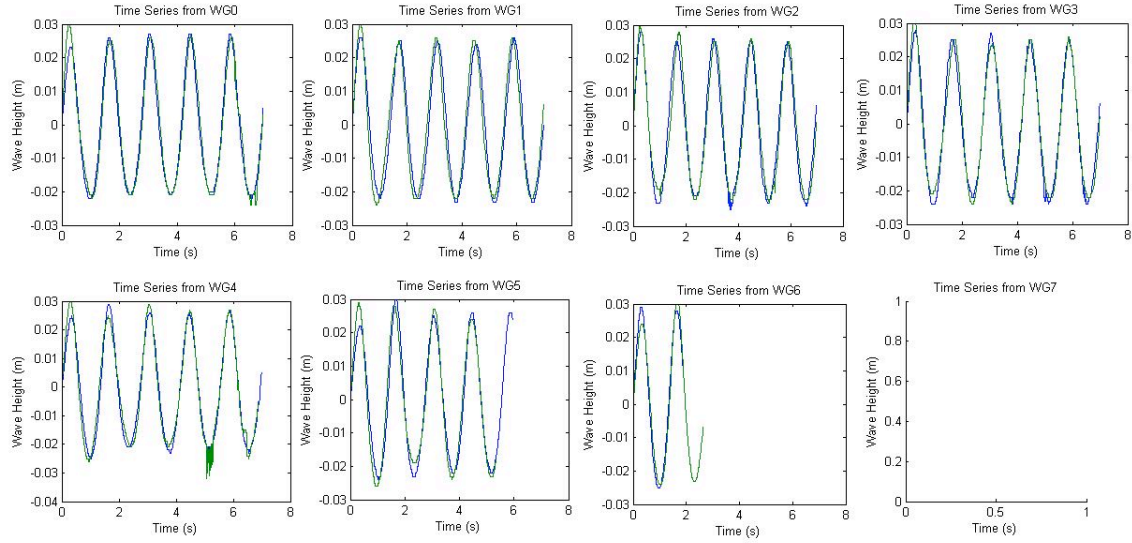 Time Series from WG0
Time Series from WG1
Time Series from WG2
Time Series from WG3
0.03
0.02
0.01
0
-0.01
-0.02
-0.03
Wave Height (m)
0 2 4 6 8
Time (s)
0.03
0.02
0.01
0
-0.01
-0.02
-0.03
Wave Height (m)
0 2 4 6 8
Time (s)
0.03
0.02
0.01
0
-0.01
-0.02
-0.03
Wave Height (m)
0 2 4 6 8
Time (s)
0.03
0.02
0.01
0
-0.01
-0.02
-0.03
Wave Height (m)
0 2 4 6 8
Time (s)
Time Series from WG4
Time Series from WG5
Time Series from WG6
Time Series from WG7
0.03
0.02
0.01
0
-0.01
-0.02
-0.03
-0.04
Wave Height (m)
0 2 4 6 8
Time (s)
0.03
0.02
0.01
0
-0.01
-0.02
-0.03
Wave Height (m)
0 2 4 6 8
Time (s)
0.03
0.02
0.01
0
-0.01
-0.02
-0.03
Wave Height (m)
0 2 4 6 8
Time (s)
1
0.8
0.6
0.4
0.2
0
Wave Height (m)
0 0.5 1
Time (s)